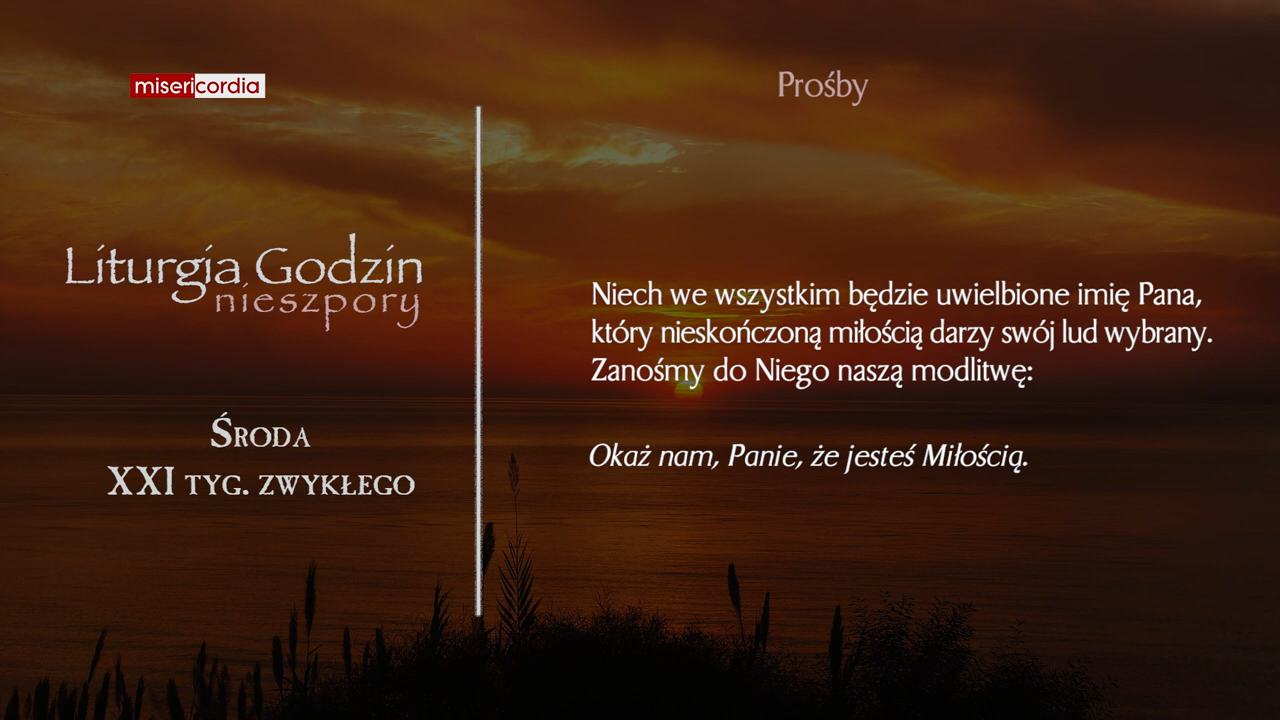 misericordia
Prośby
Liturgia Godzin
nieszpory
Środa
XXI tyg. zwykłego
Niech we wszystkim będzie uwielbione imię Pana,
który nieskończoną miłością darzy swój lud wybrany.
Zanośmy do Niego naszą modlitwę:
Okaż nam, Panie, że jesteś Miłością.